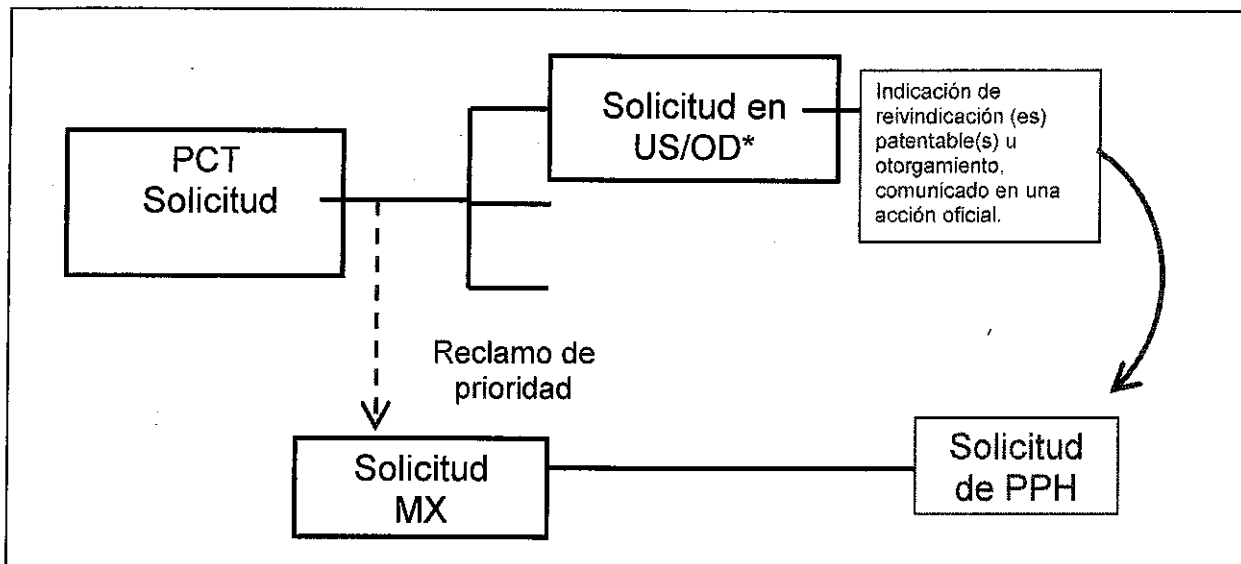 PCT
Solicitud
Solicitud en
US/OD*
Indicación de
reivindicación (es)
patentable(s) u
otorgamiento,
comunicado en una
acción oficial.
Reclamo de
prioridad
Solicitud
MX
Solicitud
de PPH